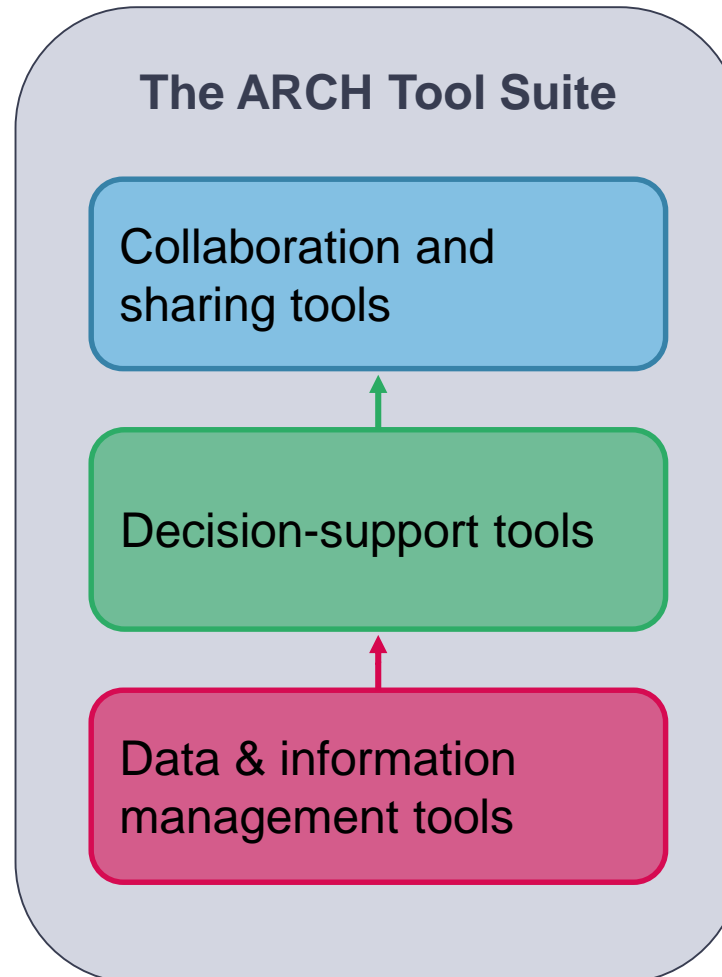 The ARCH Tool Suite
Collaboration and
sharing tools
Decision-support tools
Data & information
management tools